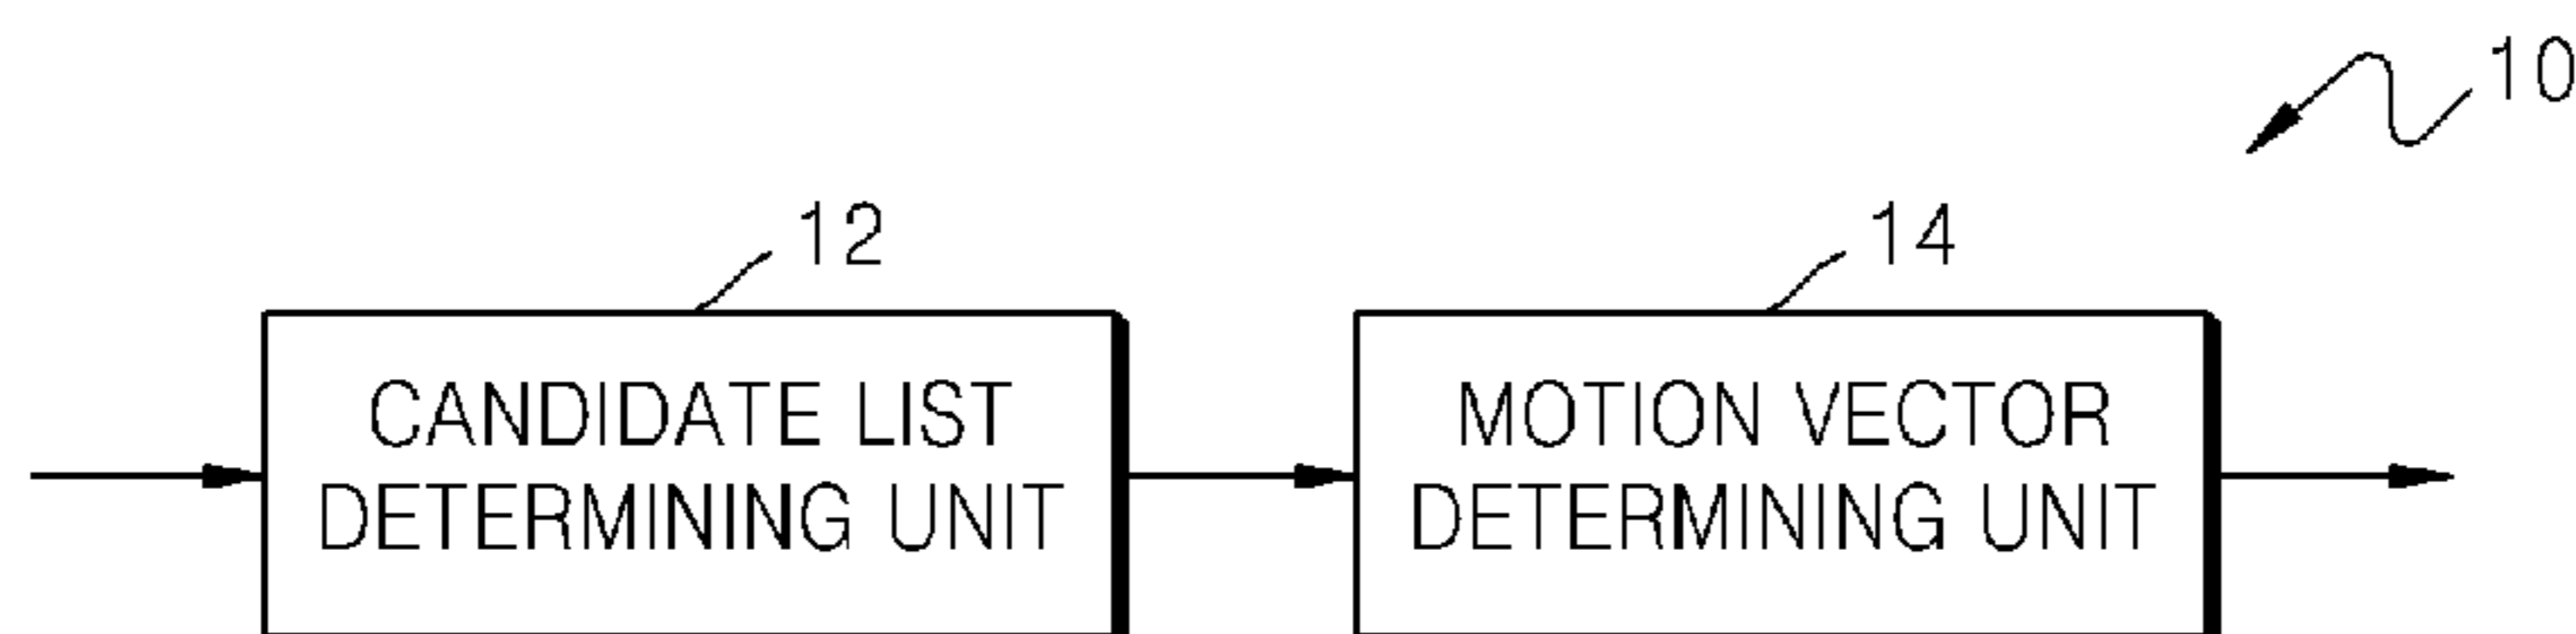 10
12
14
CANDIDATE LIST
DETERMINING UNIT
MOTION VECTOR
DETERMINING UNIT